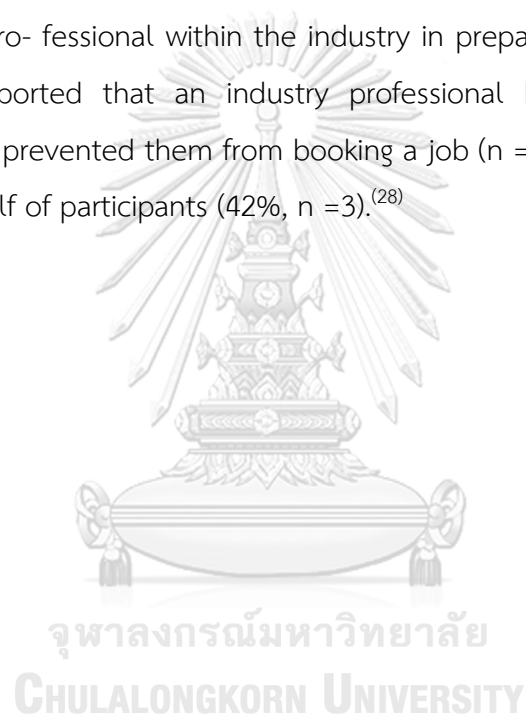 ro- fessional within the industry in prepa
ported that an industry professional
prevented them from booking a job (n =
lf of participants (42%, n =3).(28)
จุฬาลงกรณ์มหาวิทยาลัย
CHULALONGKORN UNIVERSITY